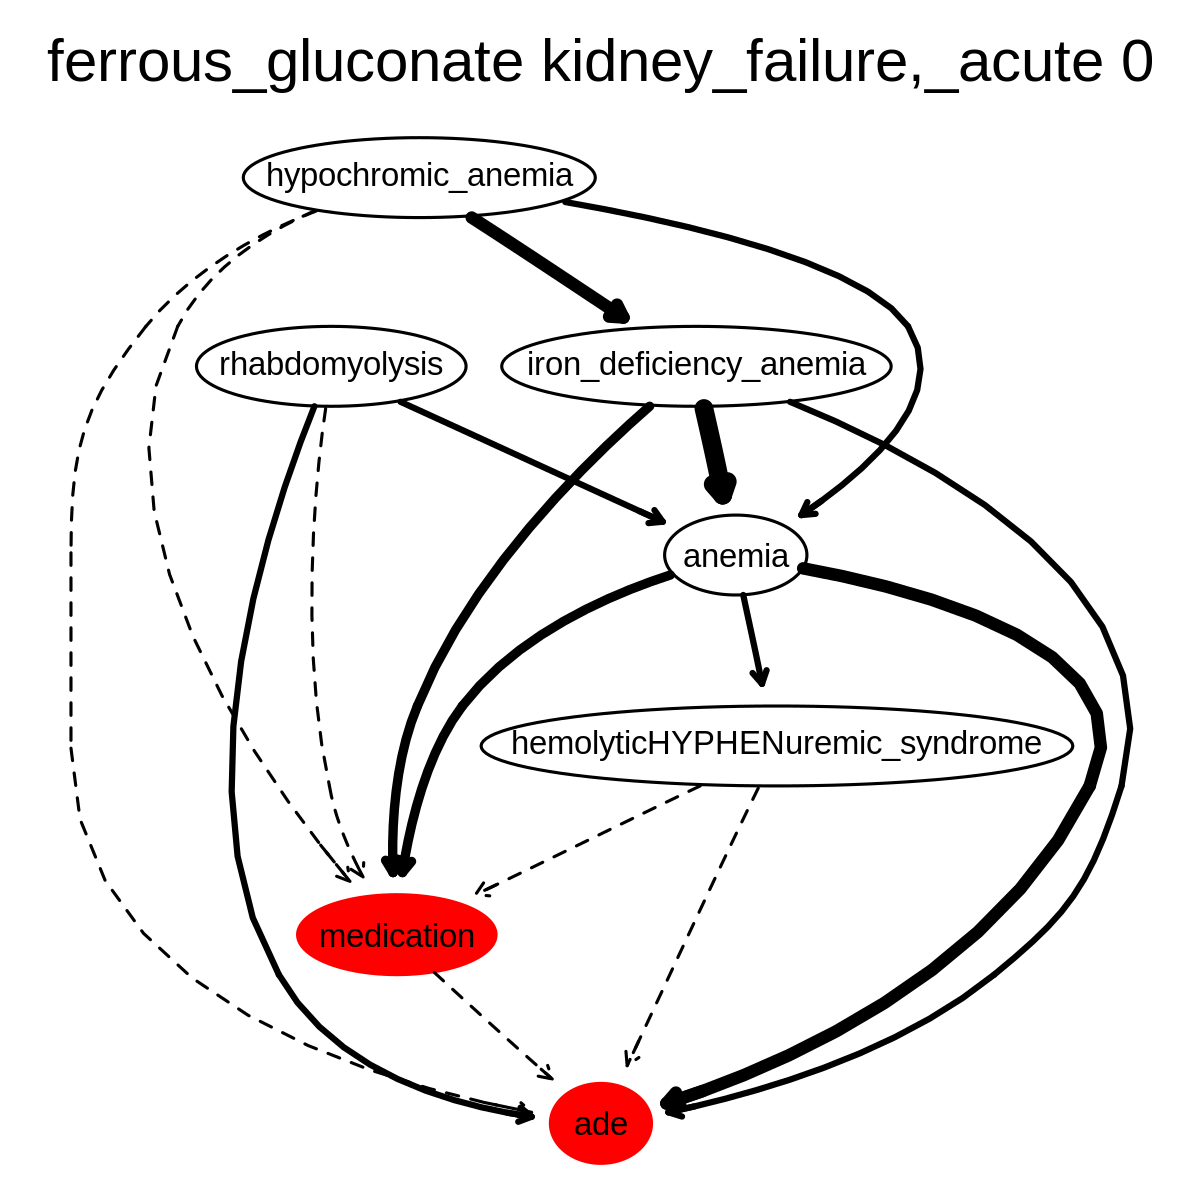 ferrous_gluconate kidney_failure,_acute 0
hypochromic_anemia
rhabdomyolysis
iron_deficiency_anemia
anemia
hemolyticHYPHENuremic_syndrome
medication
ade